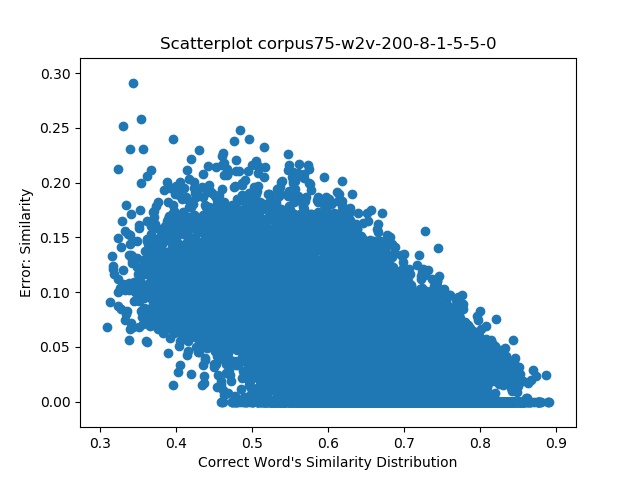 Scatterplot corpus75-w2v-200-8-1-5-5-0
0.30
0.25
0.20
0.15
0.10
0.05
0.00
Error: Similarity
0.3 0.4 0.5 0.6 0.7 0.8 0.9
Correct Word's Similarity Distribution